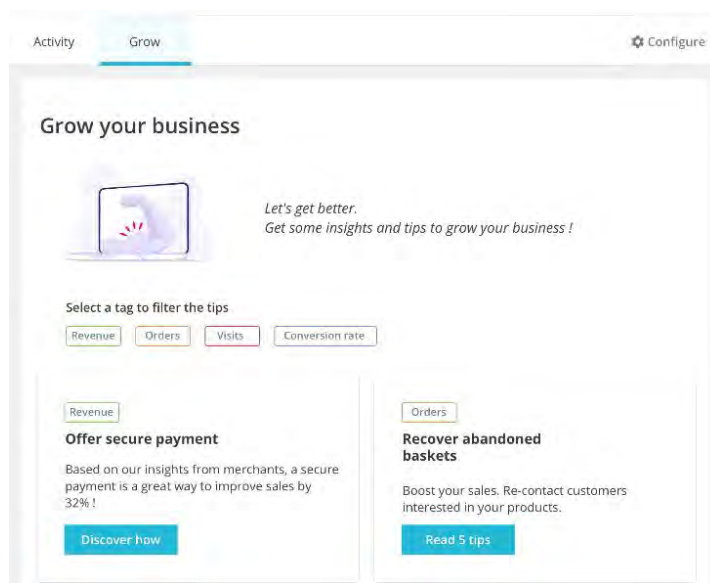 Activity
Grow
Configure
Grow your business
Let's get better.
Get some insights and tips to grow your business !
Select a tag to filter the tips
Revenue
Orders
Visits
Conversion rate
Revenue
Offer secure payment
Based on our insights from merchants, a secure
payment is a great way to improve sales by
32% !
Discover how
Orders
Recover abandoned
baskets
Boost your sales. Re-contact customers
interested in your products.
Read 5 tips